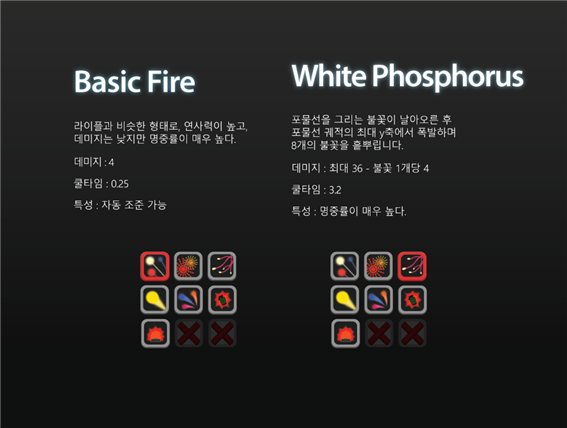 Basic Fire
라이플과 비슷한 형태로, 연사력이 높고,
데미지는 낮지만 명중률이 매우 높다.
데미지 : 4
쿨타임 : 0.25
특성 : 자동 조준 가능
White Phosphorus
포물선을 그리는 불꽃이 날아오른 후
포물선 궤적의 최대 y축에서 폭발하며
8개의 불꽃을 흩뿌립니다.
데미지 : 최대 36 - 불꽃 1개당 4
쿨타임 : 3.2
특성 : 명중률이 매우 높다.